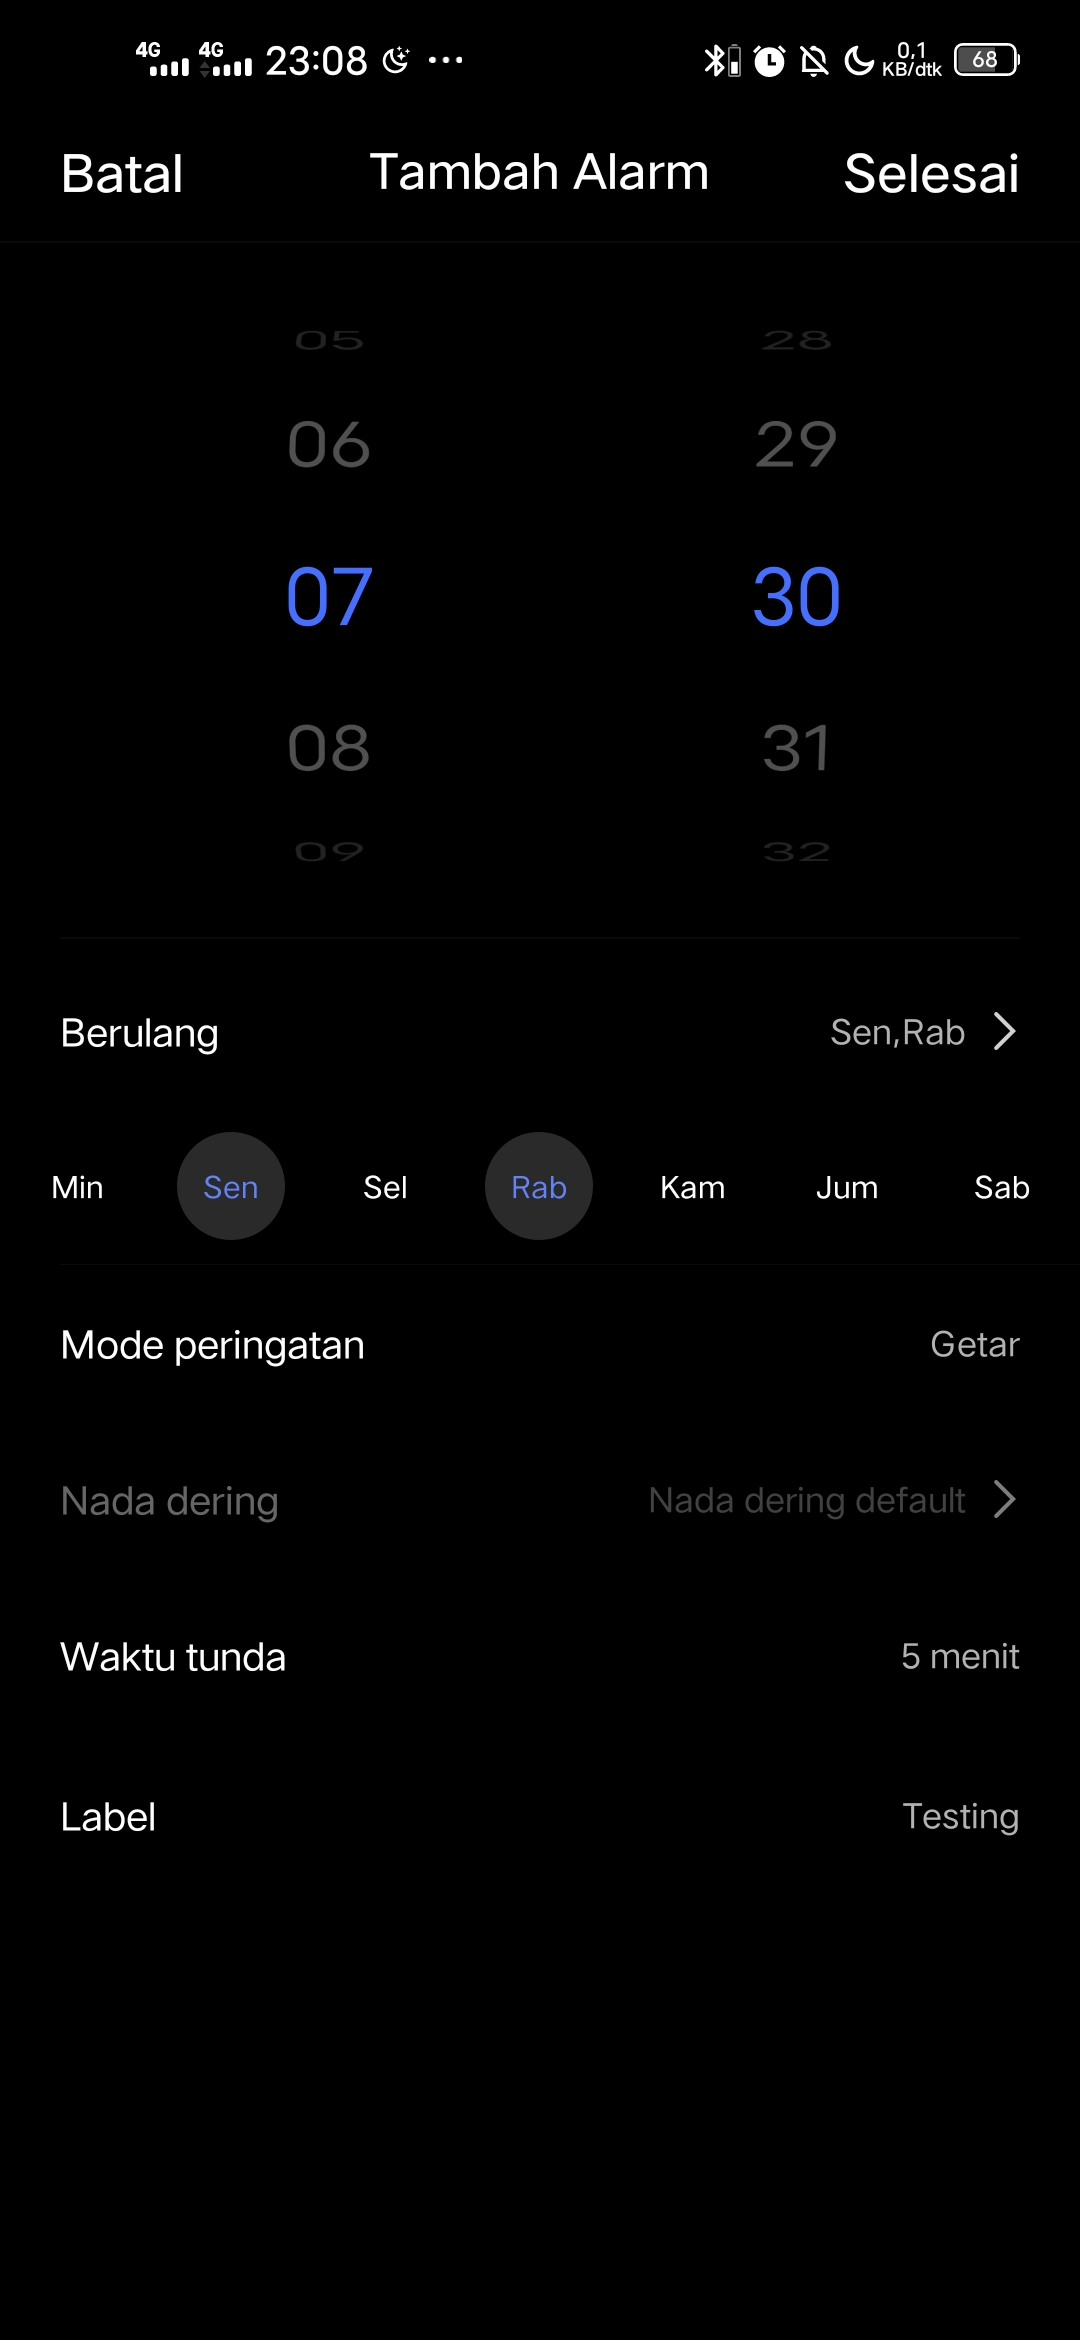 4G 4G 23:08 ... 0,1 KB/dtk 68
Batal Tambah Alarm Selesai
05 28
06 29
07 30
08 31
09 32
Berulang Sen,Rab
Min Sen Sel Rab Kam Jum Sab
Mode peringatan Getar
Nada dering Nada dering default
Waktu tunda 5 menit
Label Testing